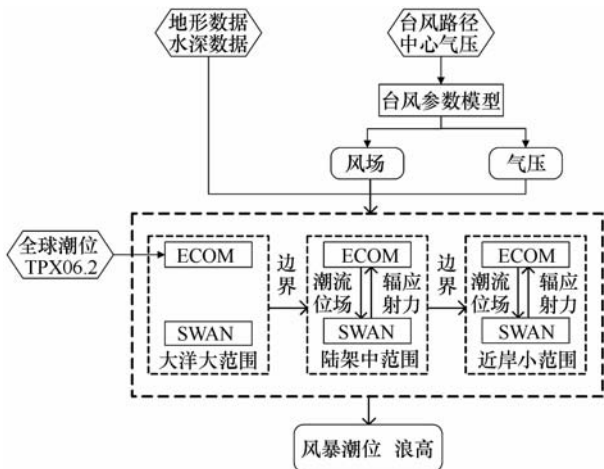 地形数据
水深数据
台风路径
中心气压
台风参数模型
风场
气压
全球潮位
TPX06.2
ECOM
SWAN
大洋大范围
边
界
ECOM
潮流
位场
辐应
射力
SWAN
陆架中范围
边
界
ECOM
潮流
位场
辐应
射力
SWAN
近岸小范围
风暴潮位 浪高